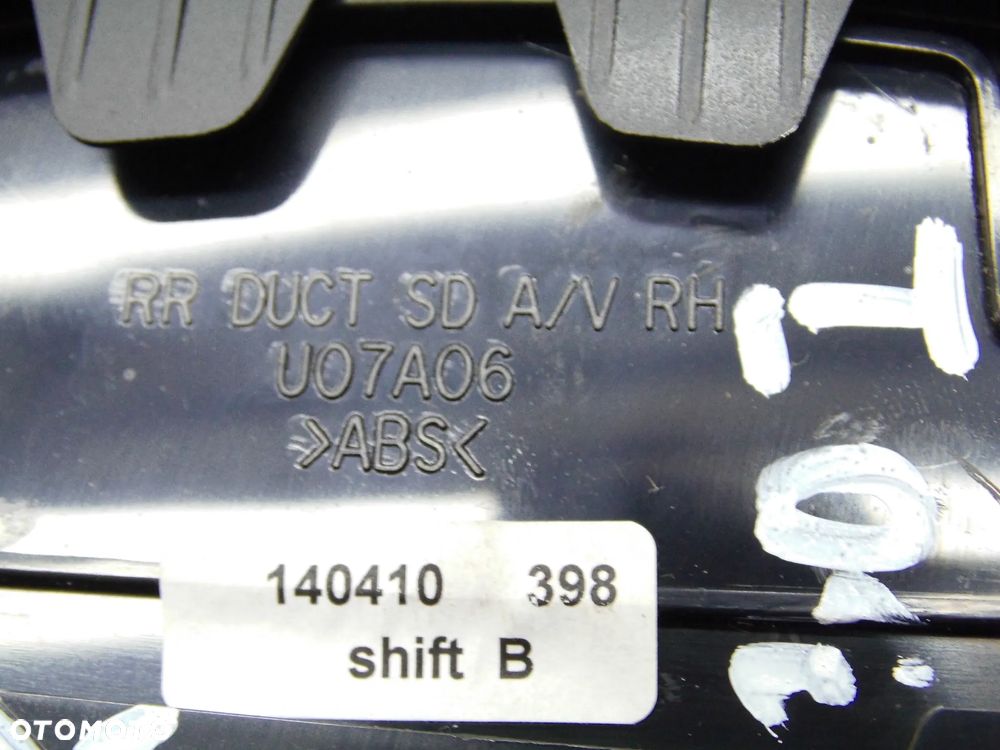 RR DUCT SD A/V RH
U07A06
>ABS<
140410 398
shift B
OTOMOTO